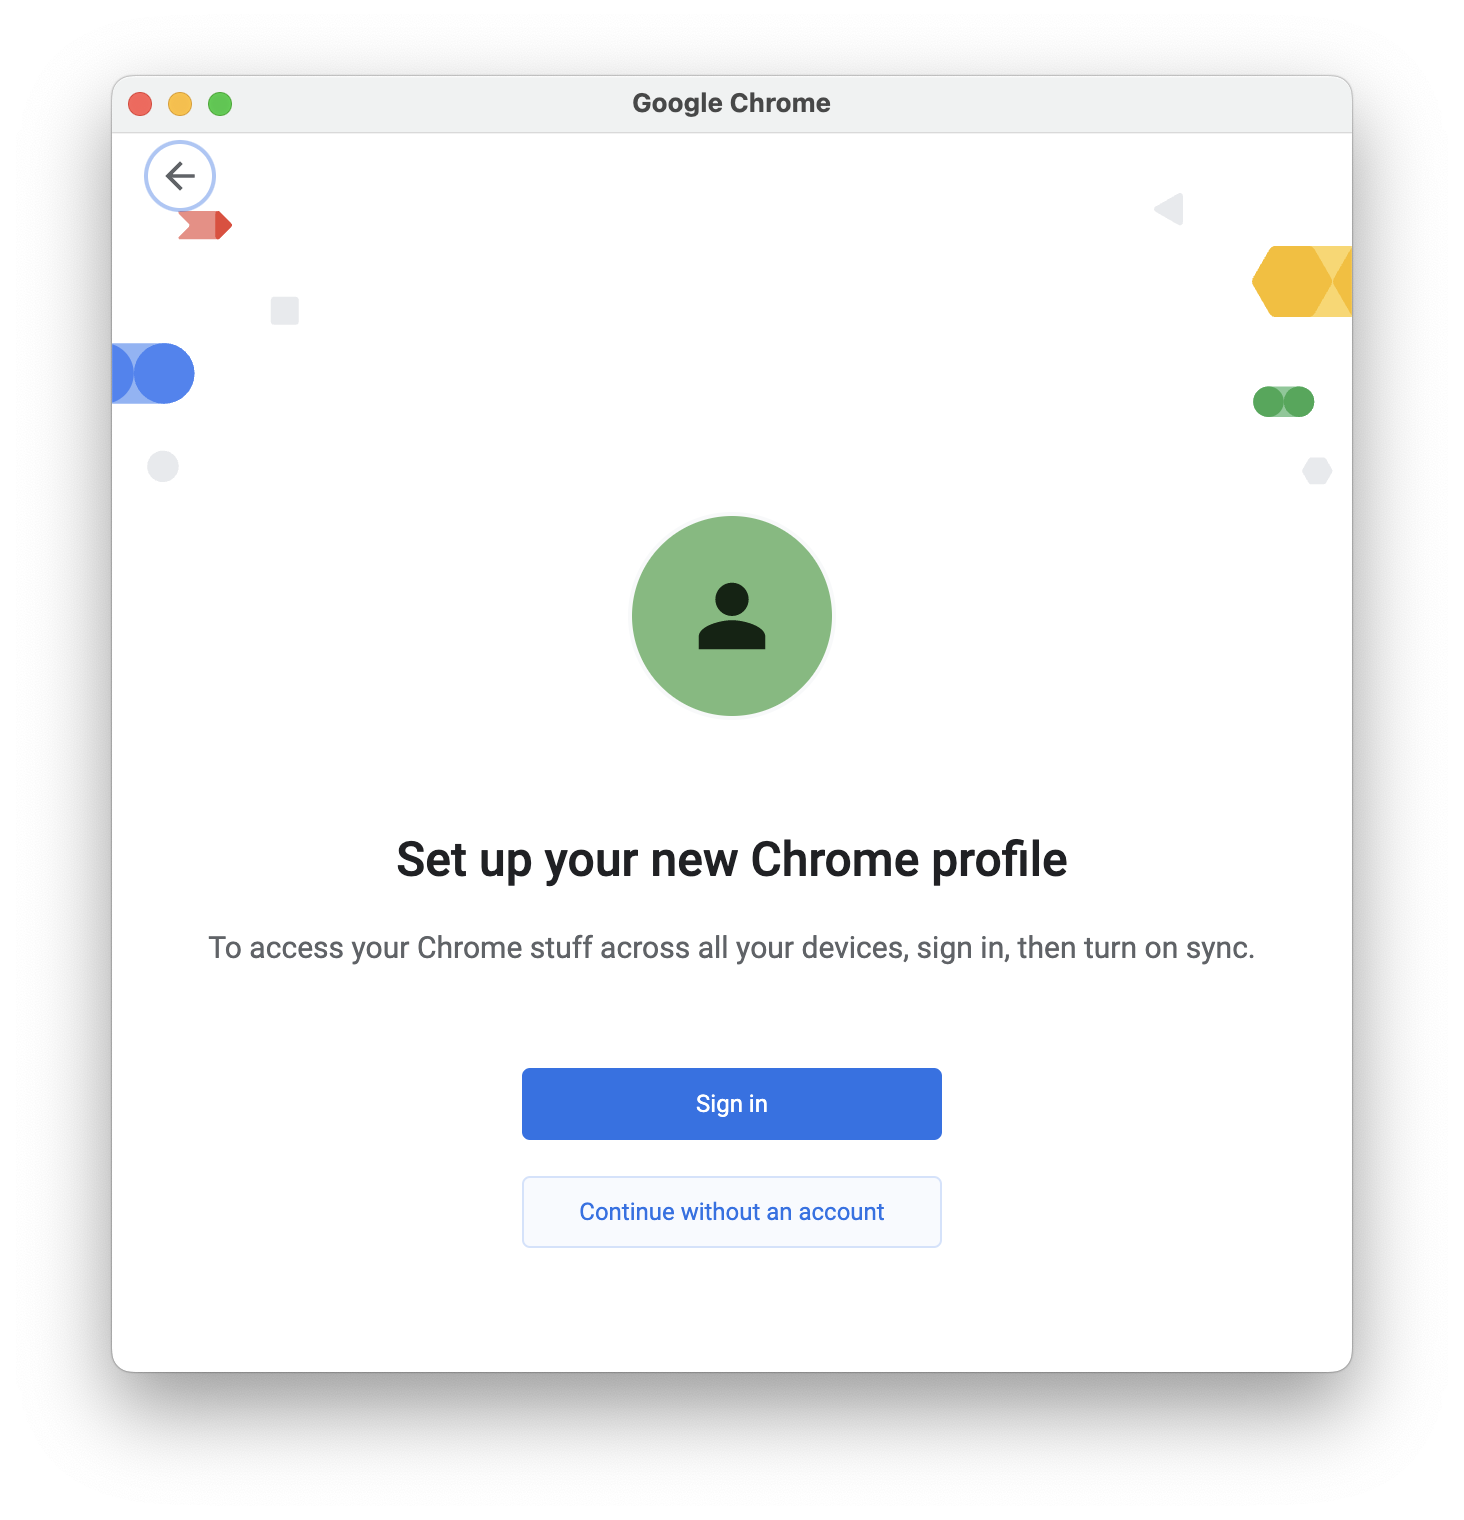 Google Chrome
Set up your new Chrome profile
To access your Chrome stuff across all your devices, sign in, then turn on sync.
Sign in
Continue without an account